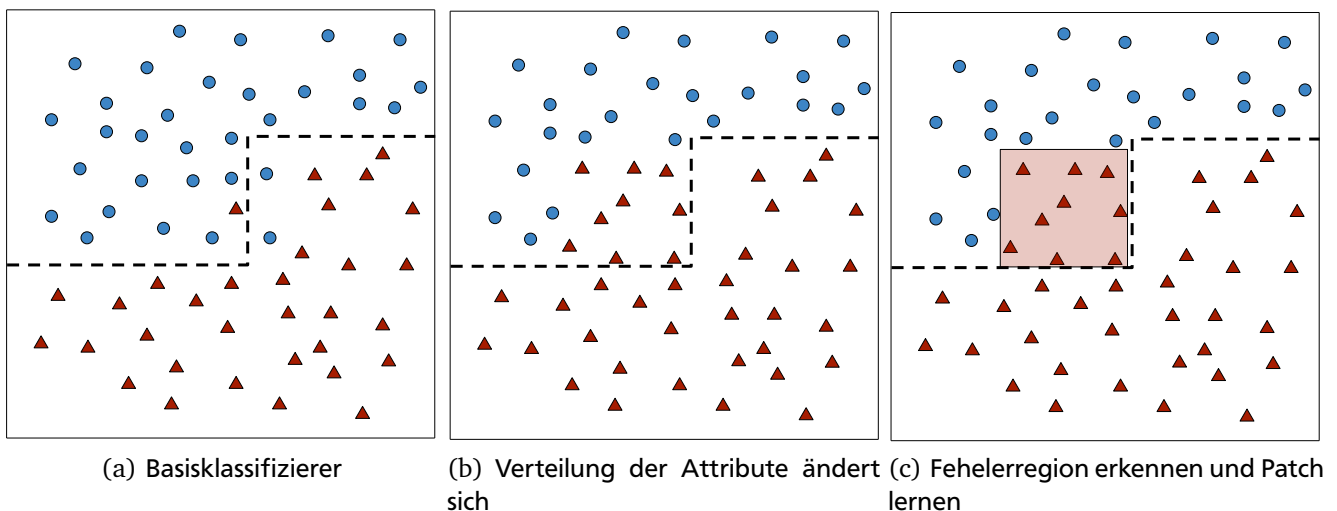 (a) Basisklassifizierer
(b) Verteilung der Attribute ändert
sich
(c) Fehelerregion erkennen und Patch
lernen